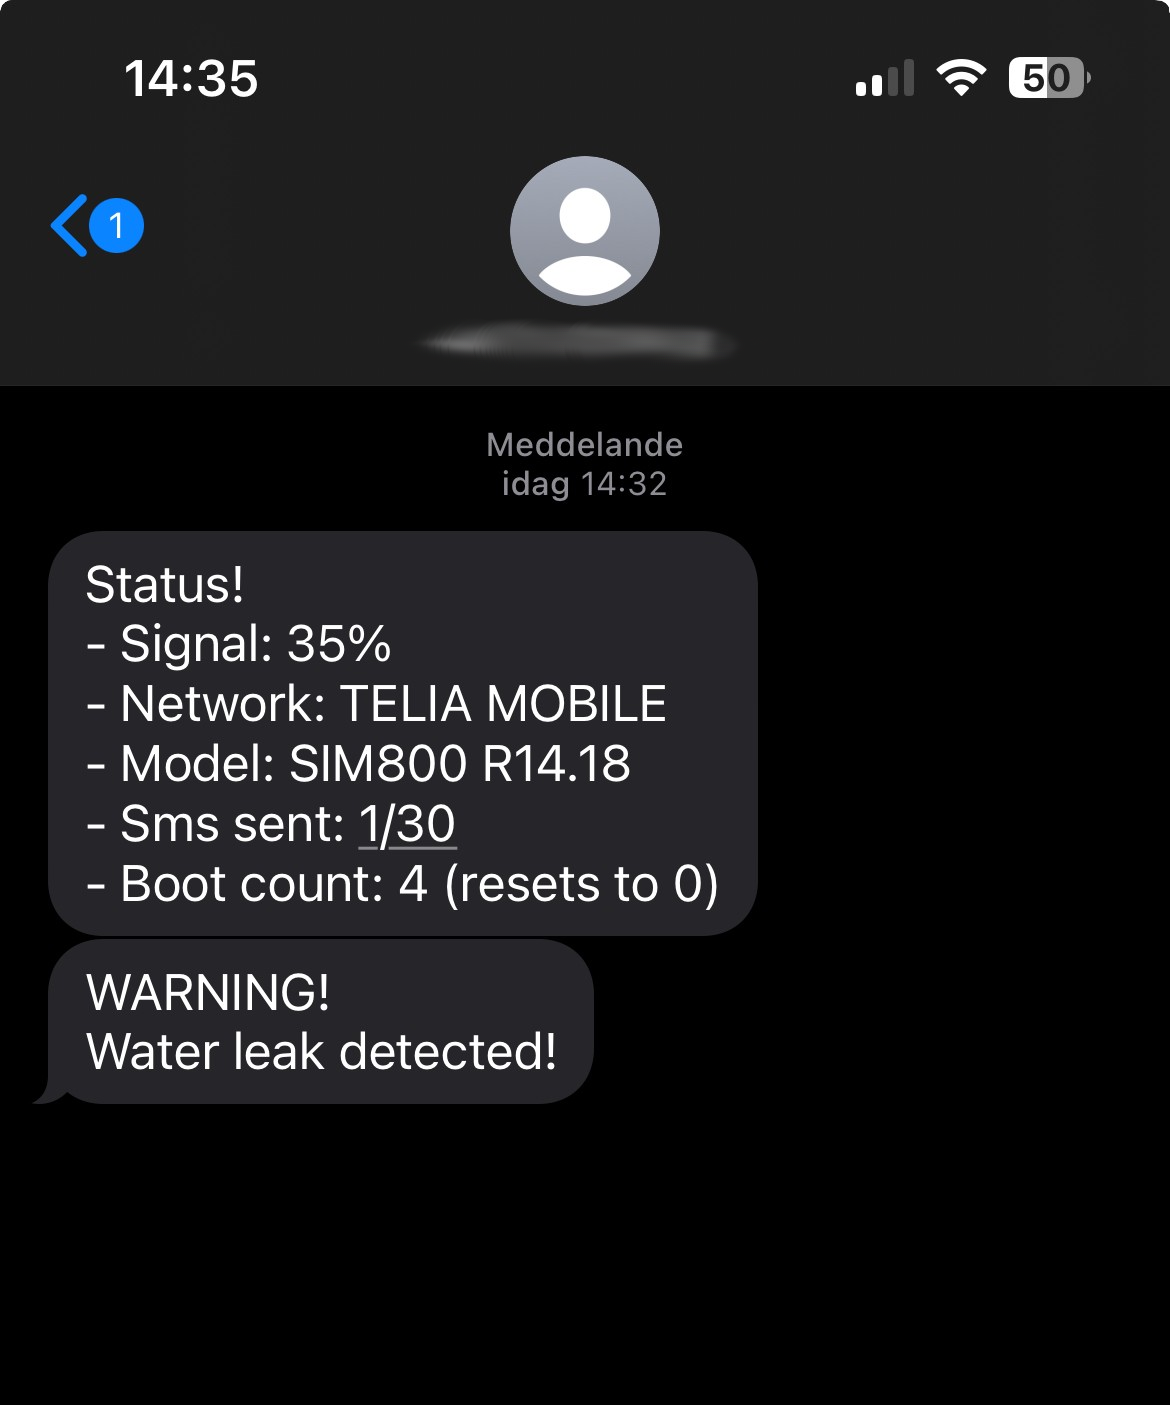 14:35
50
1
Meddelande
idag 14:32
Status!
- Signal: 35%
- Network: TELIA MOBILE
- Model: SIM800 R14.18
- Sms sent: 1/30
- Boot count: 4 (resets to 0)
WARNING!
Water leak detected!